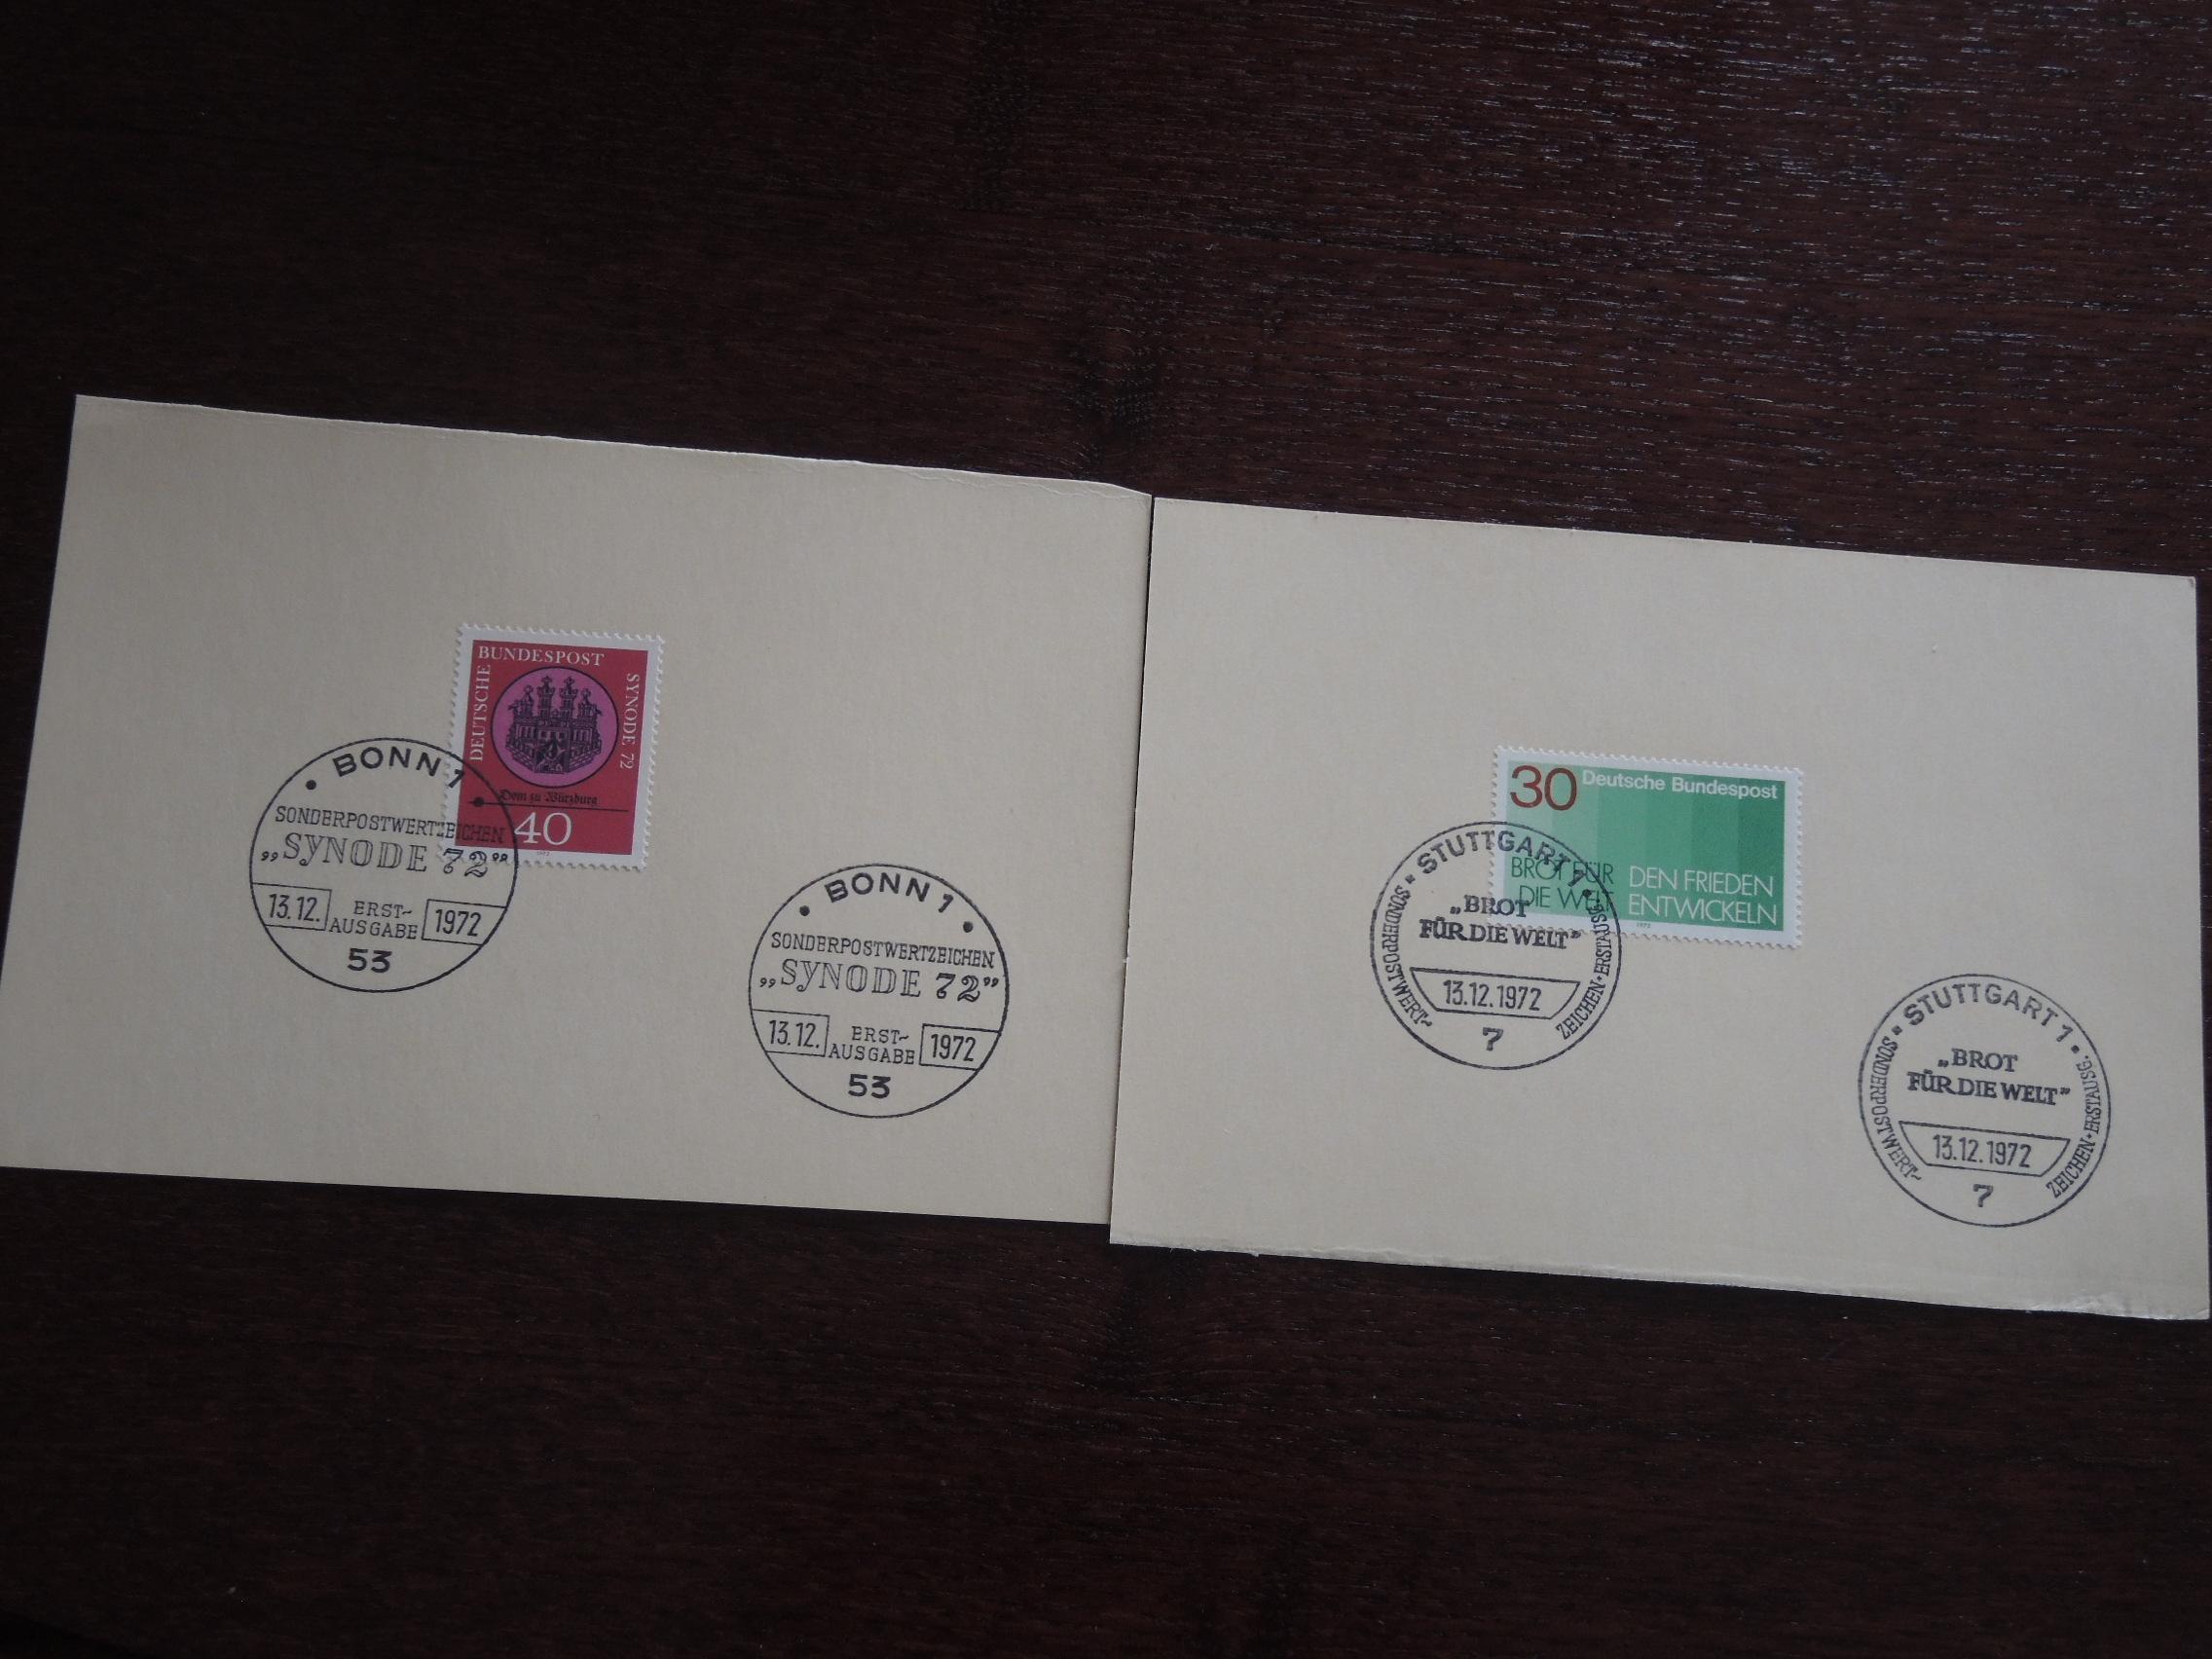 BUNDESPOST
DEUTSCHE
SYNODE 72
Dom zu Würzburg
40
1972
BONN 1
SONDERPOSTWERTZEICHEN
„SYNODE 72”
13.12.
ERST-
AUSGABE
1972
53
BONN 1
SONDERPOSTWERTZEICHEN
„SYNODE 72”
13.12.
ERST-
AUSGABE
1972
53
30 Deutsche Bundespost
BROT FÜR
DIE WELT
DEN FRIEDEN
ENTWICKELN
1972
STUTTGART 1
SONDERPOSTWERT-
ZEICHEN·ERSTAUSG.
„BROT
FÜR DIE WELT”
13.12.1972
7
STUTTGART 1
SONDERPOSTWERT-
ZEICHEN·ERSTAUSG.
„BROT
FÜR DIE WELT”
13.12.1972
7